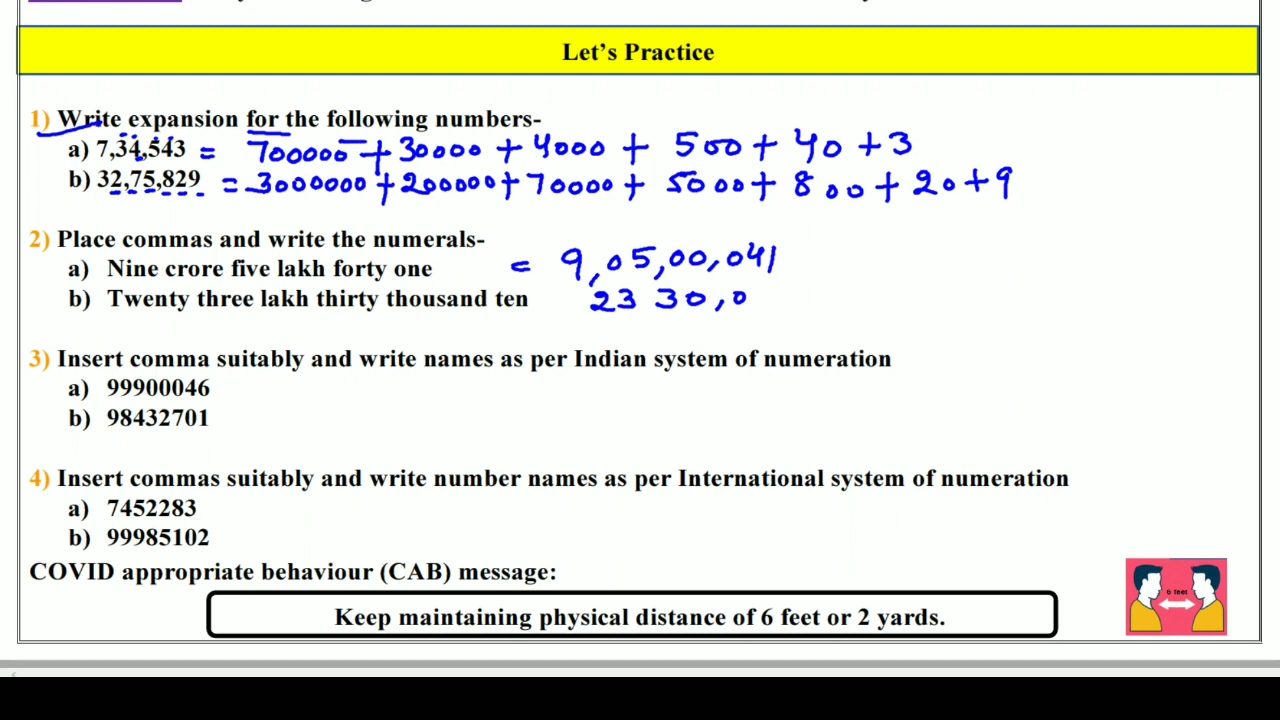 Let's Practice
1) Write expansion for the following numbers-
a) 7,34,543 = 700000 + 30000 + 4000 + 500 + 40 + 3
b) 32,75,829 = 3000000 + 200000 + 70000 + 5000 + 800 + 20 + 9
2) Place commas and write the numerals-
a) Nine crore five lakh forty one = 9,05,00,041
b) Twenty three lakh thirty thousand ten 23 30,0
3) Insert comma suitably and write names as per Indian system of numeration
a) 99900046
b) 98432701
4) Insert commas suitably and write number names as per International system of numeration
a) 7452283
b) 99985102
COVID appropriate behaviour (CAB) message:
6 feet
Keep maintaining physical distance of 6 feet or 2 yards.